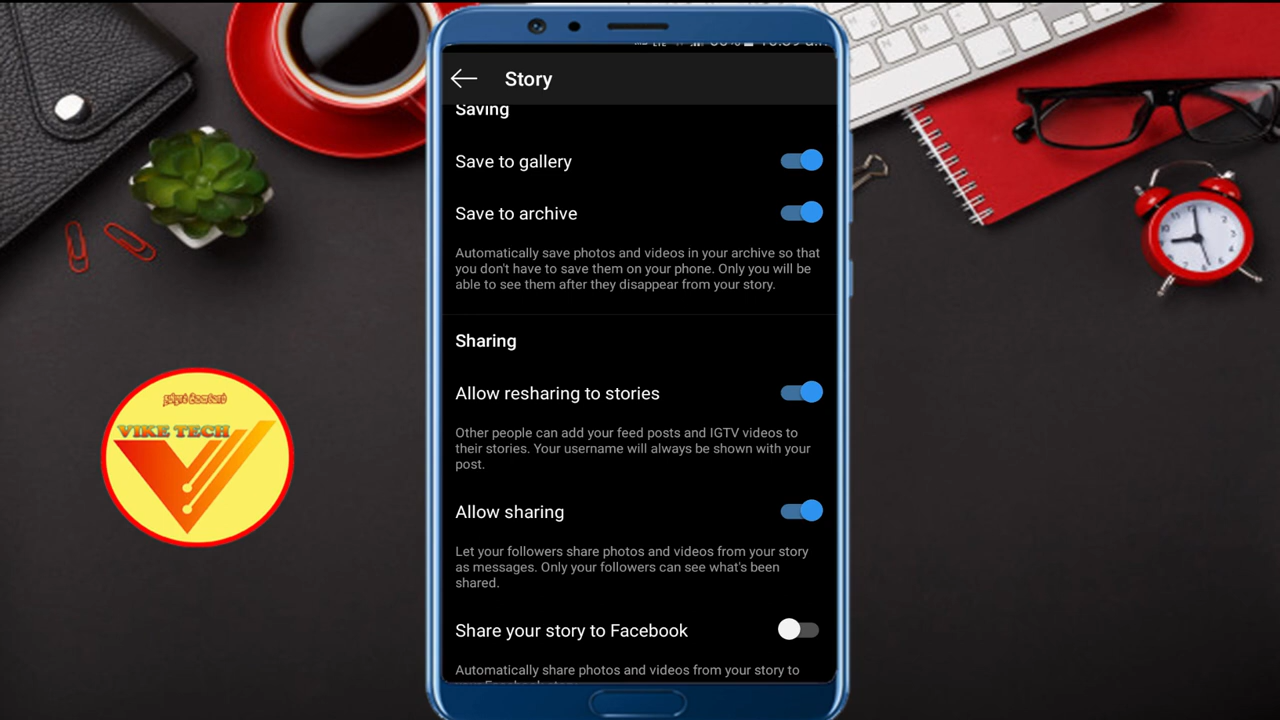 Story
Saving
Save to gallery
Save to archive
Automatically save photos and videos in your archive so that
you don't have to save them on your phone. Only you will be
able to see them after they disappear from your story.
Sharing
Allow resharing to stories
Other people can add your feed posts and IGTV videos to
their stories. Your username will always be shown with your
post.
Allow sharing
Let your followers share photos and videos from your story
as messages. Only your followers can see what's been
shared.
Share your story to Facebook
Automatically share photos and videos from your story to
VIKE TECH